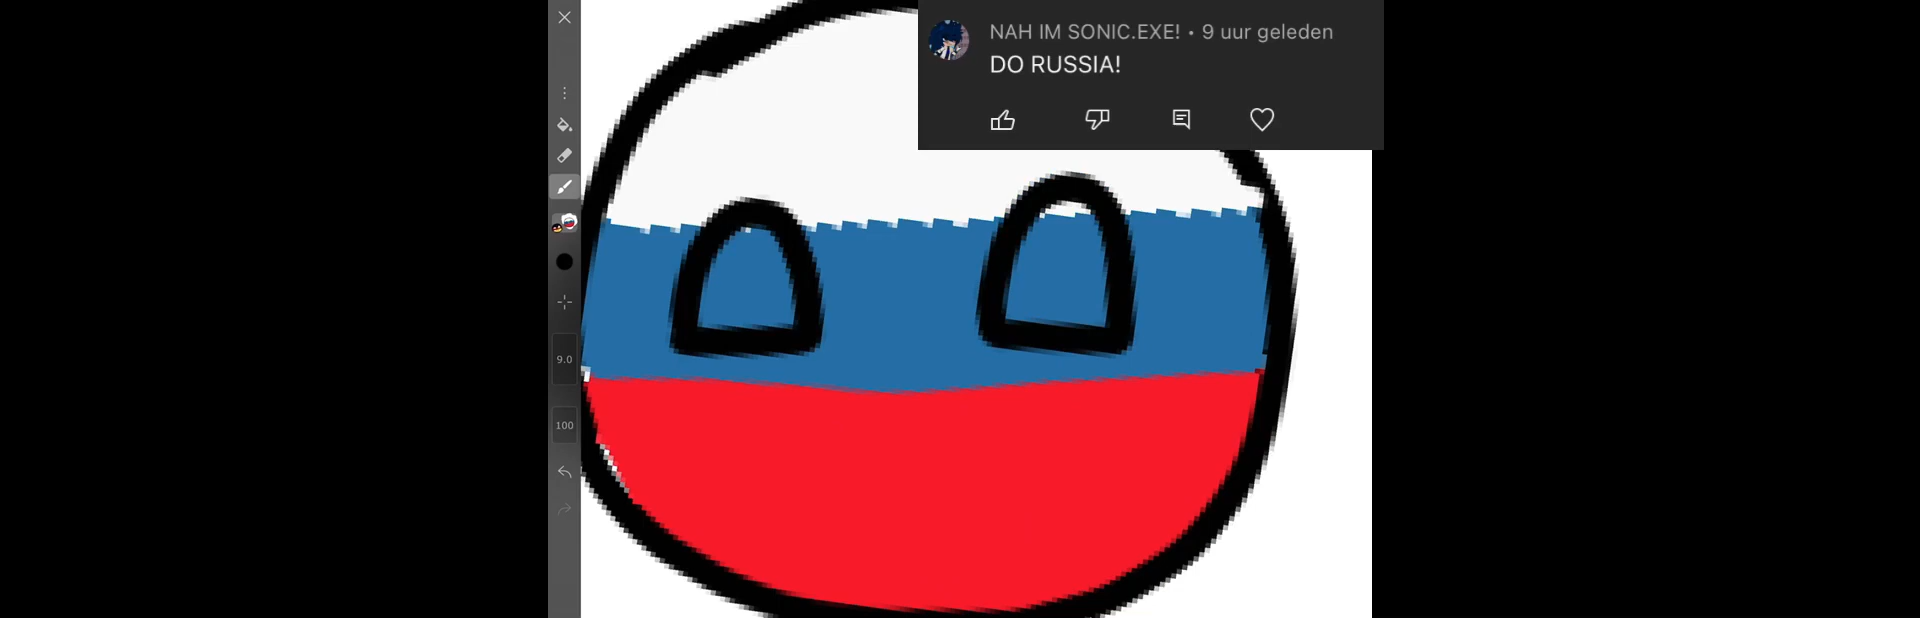 NAH IM SONIC.EXE! • 9 uur geleden
DO RUSSIA!
9.0
100